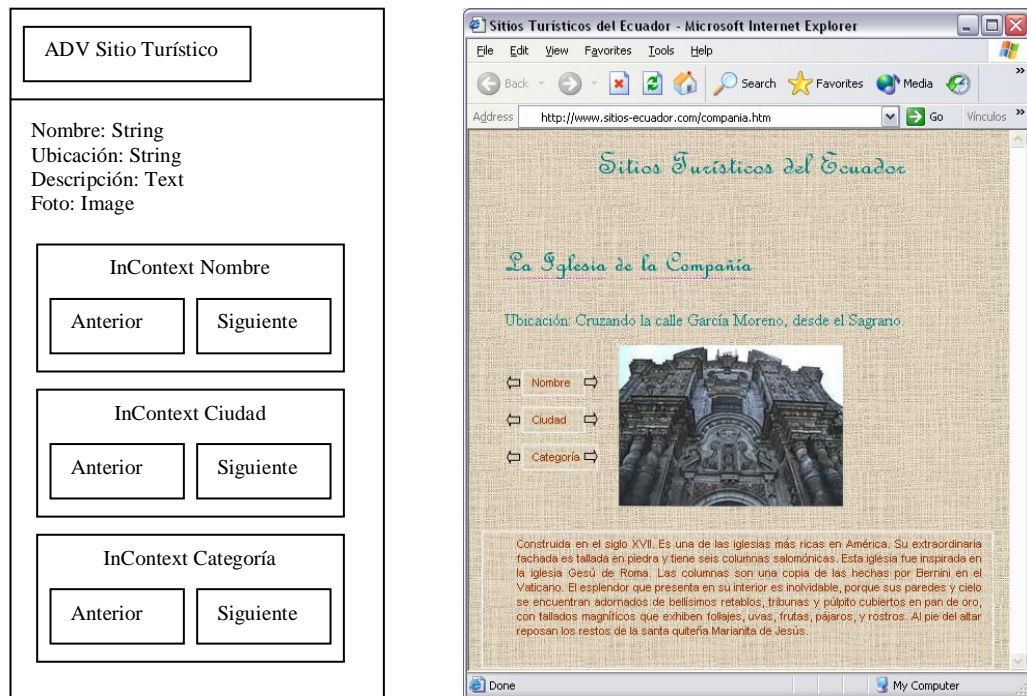 ADV Sitio Turístico
Nombre: String
Ubicación: String
Descripción: Text
Foto: Image
InContext Nombre
Anterior Siguiente
InContext Ciudad
Anterior Siguiente
InContext Categoría
Anterior Siguiente
Sitios Turísticos del Ecuador - Microsoft Internet Explorer
File Edit View Favorites Tools Help
Back Search Favorites Media »
Address http://www.sitios-ecuador.com/compania.htm Go Vínculos »
Sitios Turísticos del Ecuador
La Iglesia de la Compañía
Ubicación: Cruzando la calle García Moreno, desde el Sagrario.
Nombre
Ciudad
Categoría
Construida en el siglo XVII. Es una de las iglesias más ricas en América. Su extraordinaria
fachada es tallada en piedra y tiene seis columnas salomónicas. Esta iglesia fue inspirada en
la iglesia Gesú de Roma. Las columnas son una copia de las hechas por Bernini en el
Vaticano. El esplendor que presenta en su interior es inolvidable, porque sus paredes y cielo
se encuentran adornados de bellísimos retablos, tribunas y púlpito cubiertos en pan de oro,
con tallados magníficos que exhiben follajes, uvas, frutas, pájaros, y rostros. Al pie del altar
reposan los restos de la santa quiteña Marianita de Jesús.
Done My Computer